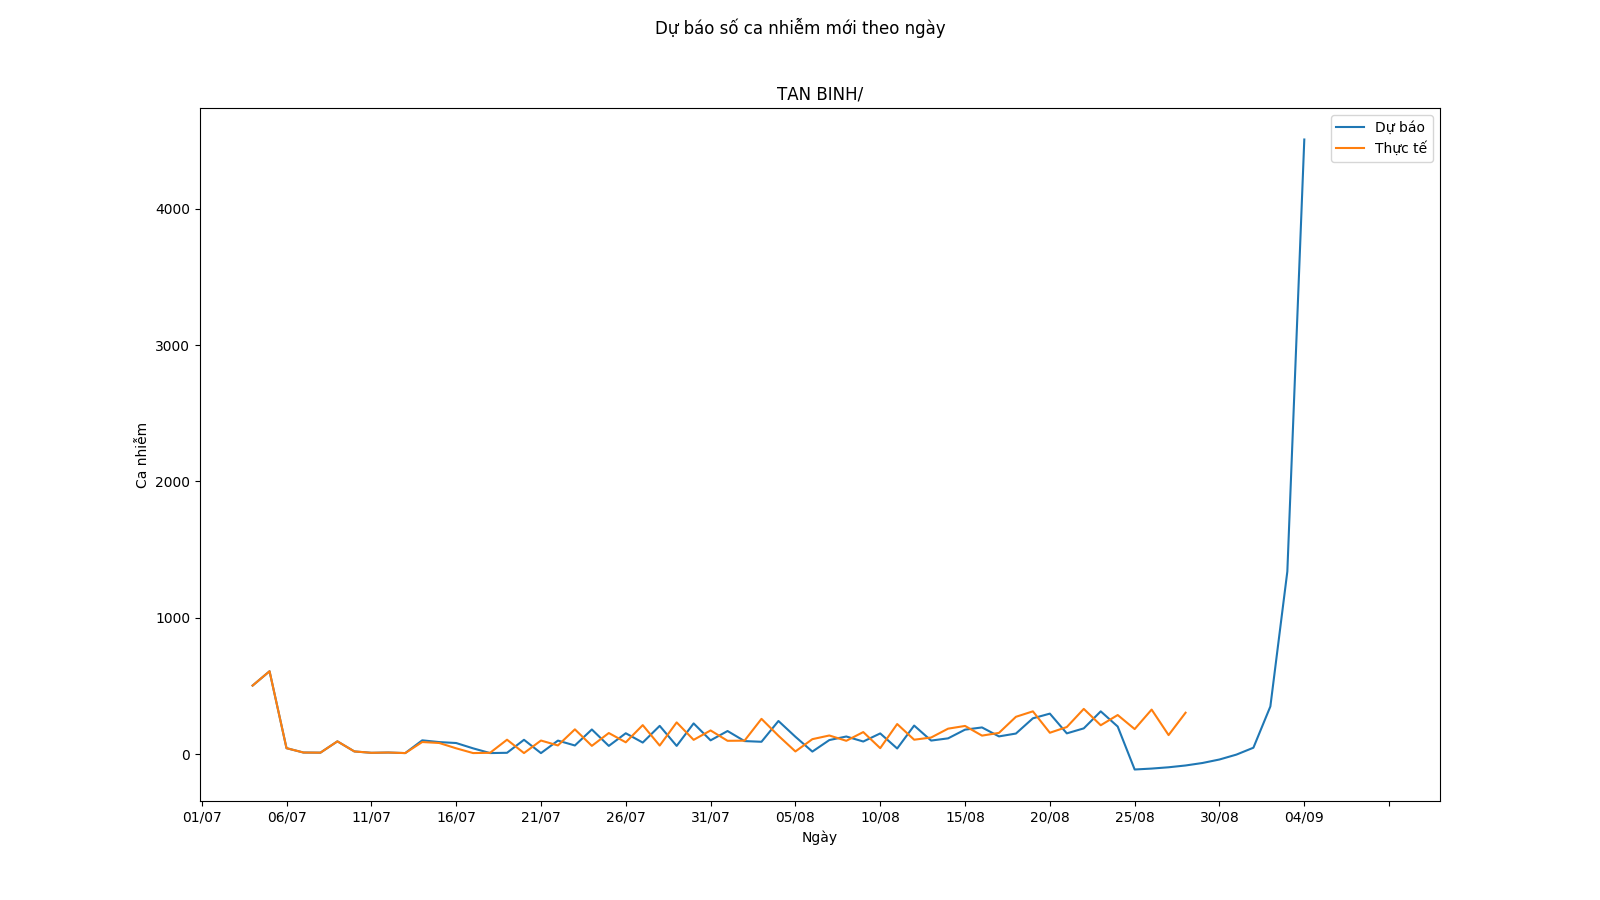 Dự báo số ca nhiễm mới theo ngày
TAN BINH/
Dự báo
Thực tế
4000
3000
2000
1000
0
Ca nhiễm
01/07 06/07 11/07 16/07 21/07 26/07 31/07 05/08 10/08 15/08 20/08 25/08 30/08 04/09
Ngày